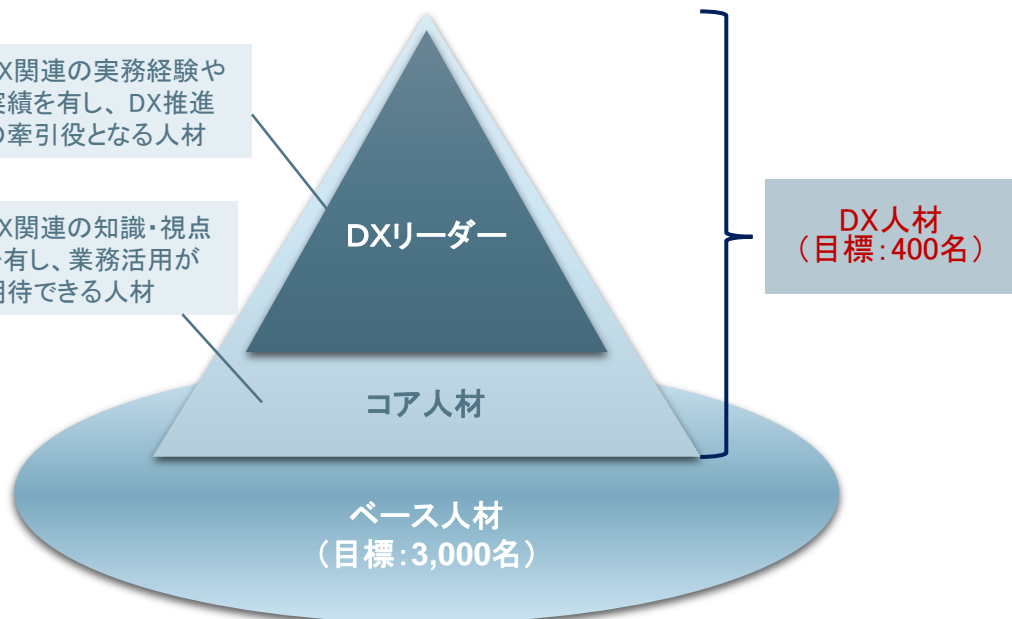 X関連の実務経験や
実績を有し、DX推進
の牽引役となる人材
X関連の知識・視点
を有し、業務活用が
期待できる人材
DXリーダー
コア人材
ベース人材
（目標：3,000名）
DX人材
（目標：400名）